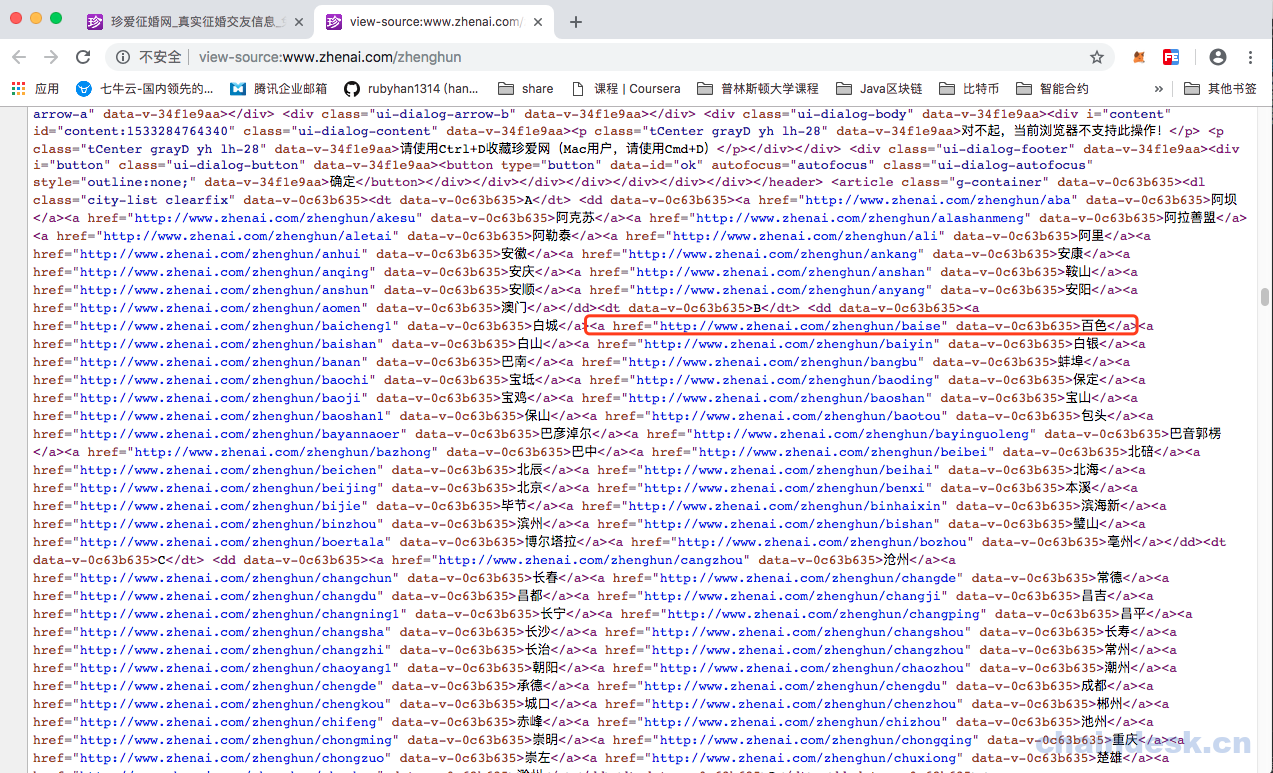 珍爱征婚网_真实征婚交友信息_
view-source:www.zhenai.com/
不安全
view-source:www.zhenai.com/zhenghun
应用
七牛云-国内领先的...
腾讯企业邮箱
rubyhan1314 (han...
share
课程 | Coursera
普林斯顿大学课程
Java区块链
比特币
智能合约
»
其他书签
arrow-a" data-v-34f1e9aa></div> <div class="ui-dialog-arrow-b" data-v-34f1e9aa></div> <div class="ui-dialog-body" data-v-34f1e9aa><div i="content"
id="content:1533284764340" class="ui-dialog-content" data-v-34f1e9aa><p class="tCenter grayD yh lh-28" data-v-34f1e9aa>对不起，当前浏览器不支持此操作！</p> <p
class="tCenter grayD yh lh-28" data-v-34f1e9aa>请使用Ctrl+D收藏珍爱网（Mac用户，请使用Cmd+D）</p></div></div> <div class="ui-dialog-footer" data-v-34f1e9aa><div
i="button" class="ui-dialog-button" data-v-34f1e9aa><button type="button" data-id="ok" autofocus="autofocus" class="ui-dialog-autofocus"
style="outline:none;" data-v-34f1e9aa>确定</button></div></div></div></div></div></div></div></header> <article class="g-container" data-v-0c63b635><dl
class="city-list clearfix" data-v-0c63b635><dt data-v-0c63b635>A</dt> <dd data-v-0c63b635><a href="http://www.zhenai.com/zhenghun/aba" data-v-0c63b635>阿坝
</a><a href="http://www.zhenai.com/zhenghun/akesu" data-v-0c63b635>阿克苏</a><a href="http://www.zhenai.com/zhenghun/alashanmeng" data-v-0c63b635>阿拉善盟</a>
<a href="http://www.zhenai.com/zhenghun/aletai" data-v-0c63b635>阿勒泰</a><a href="http://www.zhenai.com/zhenghun/ali" data-v-0c63b635>阿里</a><a
href="http://www.zhenai.com/zhenghun/anhui" data-v-0c63b635>安徽</a><a href="http://www.zhenai.com/zhenghun/ankang" data-v-0c63b635>安康</a><a
href="http://www.zhenai.com/zhenghun/anqing" data-v-0c63b635>安庆</a><a href="http://www.zhenai.com/zhenghun/anshan" data-v-0c63b635>鞍山</a><a
href="http://www.zhenai.com/zhenghun/anshun" data-v-0c63b635>安顺</a><a href="http://www.zhenai.com/zhenghun/anyang" data-v-0c63b635>安阳</a><a
href="http://www.zhenai.com/zhenghun/aomen" data-v-0c63b635>澳门</a></dd><dt data-v-0c63b635>B</dt> <dd data-v-0c63b635><a
href="http://www.zhenai.com/zhenghun/baicheng1" data-v-0c63b635>白城</a><a href="http://www.zhenai.com/zhenghun/baise" data-v-0c63b635>百色</a><a
href="http://www.zhenai.com/zhenghun/baishan" data-v-0c63b635>白山</a><a href="http://www.zhenai.com/zhenghun/baiyin" data-v-0c63b635>白银</a><a
href="http://www.zhenai.com/zhenghun/banan" data-v-0c63b635>巴南</a><a href="http://www.zhenai.com/zhenghun/bangbu" data-v-0c63b635>蚌埠</a><a
href="http://www.zhenai.com/zhenghun/baochi" data-v-0c63b635>宝坻</a><a href="http://www.zhenai.com/zhenghun/baoding" data-v-0c63b635>保定</a><a
href="http://www.zhenai.com/zhenghun/baoji" data-v-0c63b635>宝鸡</a><a href="http://www.zhenai.com/zhenghun/baoshan" data-v-0c63b635>宝山</a><a
href="http://www.zhenai.com/zhenghun/baoshan1" data-v-0c63b635>保山</a><a href="http://www.zhenai.com/zhenghun/baotou" data-v-0c63b635>包头</a><a
href="http://www.zhenai.com/zhenghun/bayannaoer" data-v-0c63b635>巴彦淖尔</a><a href="http://www.zhenai.com/zhenghun/bayinguoleng" data-v-0c63b635>巴音郭楞
</a><a href="http://www.zhenai.com/zhenghun/bazhong" data-v-0c63b635>巴中</a><a href="http://www.zhenai.com/zhenghun/beibei" data-v-0c63b635>北碚</a><a
href="http://www.zhenai.com/zhenghun/beichen" data-v-0c63b635>北辰</a><a href="http://www.zhenai.com/zhenghun/beihai" data-v-0c63b635>北海</a><a
href="http://www.zhenai.com/zhenghun/beijing" data-v-0c63b635>北京</a><a href="http://www.zhenai.com/zhenghun/benxi" data-v-0c63b635>本溪</a><a
href="http://www.zhenai.com/zhenghun/bijie" data-v-0c63b635>毕节</a><a href="http://www.zhenai.com/zhenghun/binhaixin" data-v-0c63b635>滨海新</a><a
href="http://www.zhenai.com/zhenghun/binzhou" data-v-0c63b635>滨州</a><a href="http://www.zhenai.com/zhenghun/bishan" data-v-0c63b635>璧山</a><a
href="http://www.zhenai.com/zhenghun/boertala" data-v-0c63b635>博尔塔拉</a><a href="http://www.zhenai.com/zhenghun/bozhou" data-v-0c63b635>亳州</a></dd><dt
data-v-0c63b635>C</dt> <dd data-v-0c63b635><a href="http://www.zhenai.com/zhenghun/cangzhou" data-v-0c63b635>沧州</a><a
href="http://www.zhenai.com/zhenghun/changchun" data-v-0c63b635>长春</a><a href="http://www.zhenai.com/zhenghun/changde" data-v-0c63b635>常德</a><a
href="http://www.zhenai.com/zhenghun/changdu" data-v-0c63b635>昌都</a><a href="http://www.zhenai.com/zhenghun/changji" data-v-0c63b635>昌吉</a><a
href="http://www.zhenai.com/zhenghun/changning1" data-v-0c63b635>长宁</a><a href="http://www.zhenai.com/zhenghun/changping" data-v-0c63b635>昌平</a><a
href="http://www.zhenai.com/zhenghun/changsha" data-v-0c63b635>长沙</a><a href="http://www.zhenai.com/zhenghun/changshou" data-v-0c63b635>长寿</a><a
href="http://www.zhenai.com/zhenghun/changzhi" data-v-0c63b635>长治</a><a href="http://www.zhenai.com/zhenghun/changzhou" data-v-0c63b635>常州</a><a
href="http://www.zhenai.com/zhenghun/chaoyang1" data-v-0c63b635>朝阳</a><a href="http://www.zhenai.com/zhenghun/chaozhou" data-v-0c63b635>潮州</a><a
href="http://www.zhenai.com/zhenghun/chengde" data-v-0c63b635>承德</a><a href="http://www.zhenai.com/zhenghun/chengdu" data-v-0c63b635>成都</a><a
href="http://www.zhenai.com/zhenghun/chengkou" data-v-0c63b635>城口</a><a href="http://www.zhenai.com/zhenghun/chenzhou" data-v-0c63b635>郴州</a><a
href="http://www.zhenai.com/zhenghun/chifeng" data-v-0c63b635>赤峰</a><a href="http://www.zhenai.com/zhenghun/chizhou" data-v-0c63b635>池州</a><a
href="http://www.zhenai.com/zhenghun/chongming" data-v-0c63b635>崇明</a><a href="http://www.zhenai.com/zhenghun/chongqing" data-v-0c63b635>重庆</a><a
href="http://www.zhenai.com/zhenghun/chongzuo" data-v-0c63b635>崇左</a><a href="http://www.zhenai.com/zhenghun/chuxiong" data-v-0c63b635>楚雄</a><a
chaindesk.cn